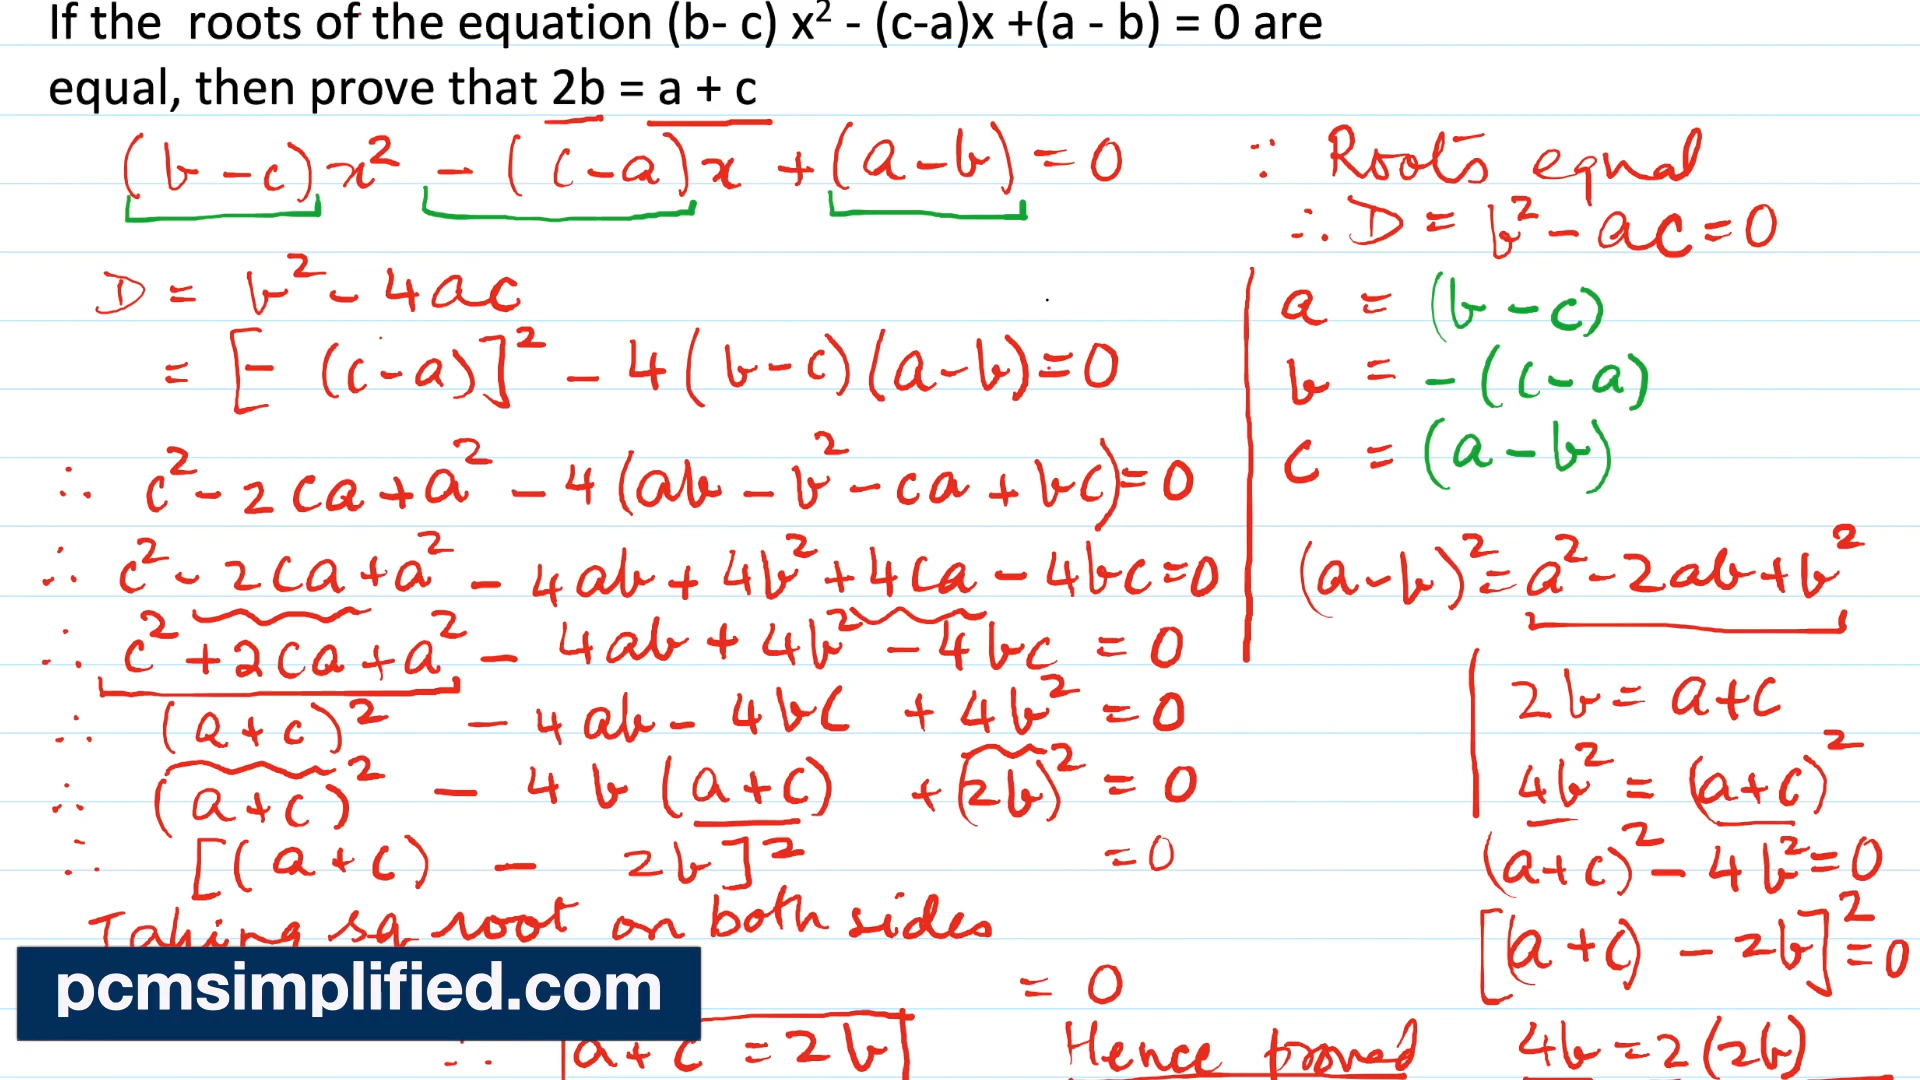 If the roots of the equation (b- c) x² - (c-a)x +(a - b) = 0 are
equal, then prove that 2b = a + c
(b-c)x² - (c-a)x + (a-b) = 0
D = b² - 4ac
= [- (c-a)]² - 4(b-c)(a-b)=0
∴ c² - 2ca + a² - 4(ab - b² - ca + bc)=0
∴ c² - 2ca + a² - 4ab + 4b² + 4ca - 4bc=0
∴ c² + 2ca + a² - 4ab + 4b² - 4bc = 0
∴ (a+c)² - 4ab - 4bc + 4b² = 0
∴ (a+c)² - 4b(a+c) + (2b)² = 0
∴ [(a+c) - 2b]² = 0
Taking sq root on both sides
= 0
∴ a+c = 2b
Hence proved
∵ Roots equal
∴ D = b² - ac = 0
a = (b-c)
b = -(c-a)
c = (a-b)
(a-b)² = a² - 2ab + b²
2b = a+c
4b² = (a+c)²
(a+c)² - 4b² = 0
[(a+c) - 2b]² = 0
4b = 2(2b)
pcmsimplified.com